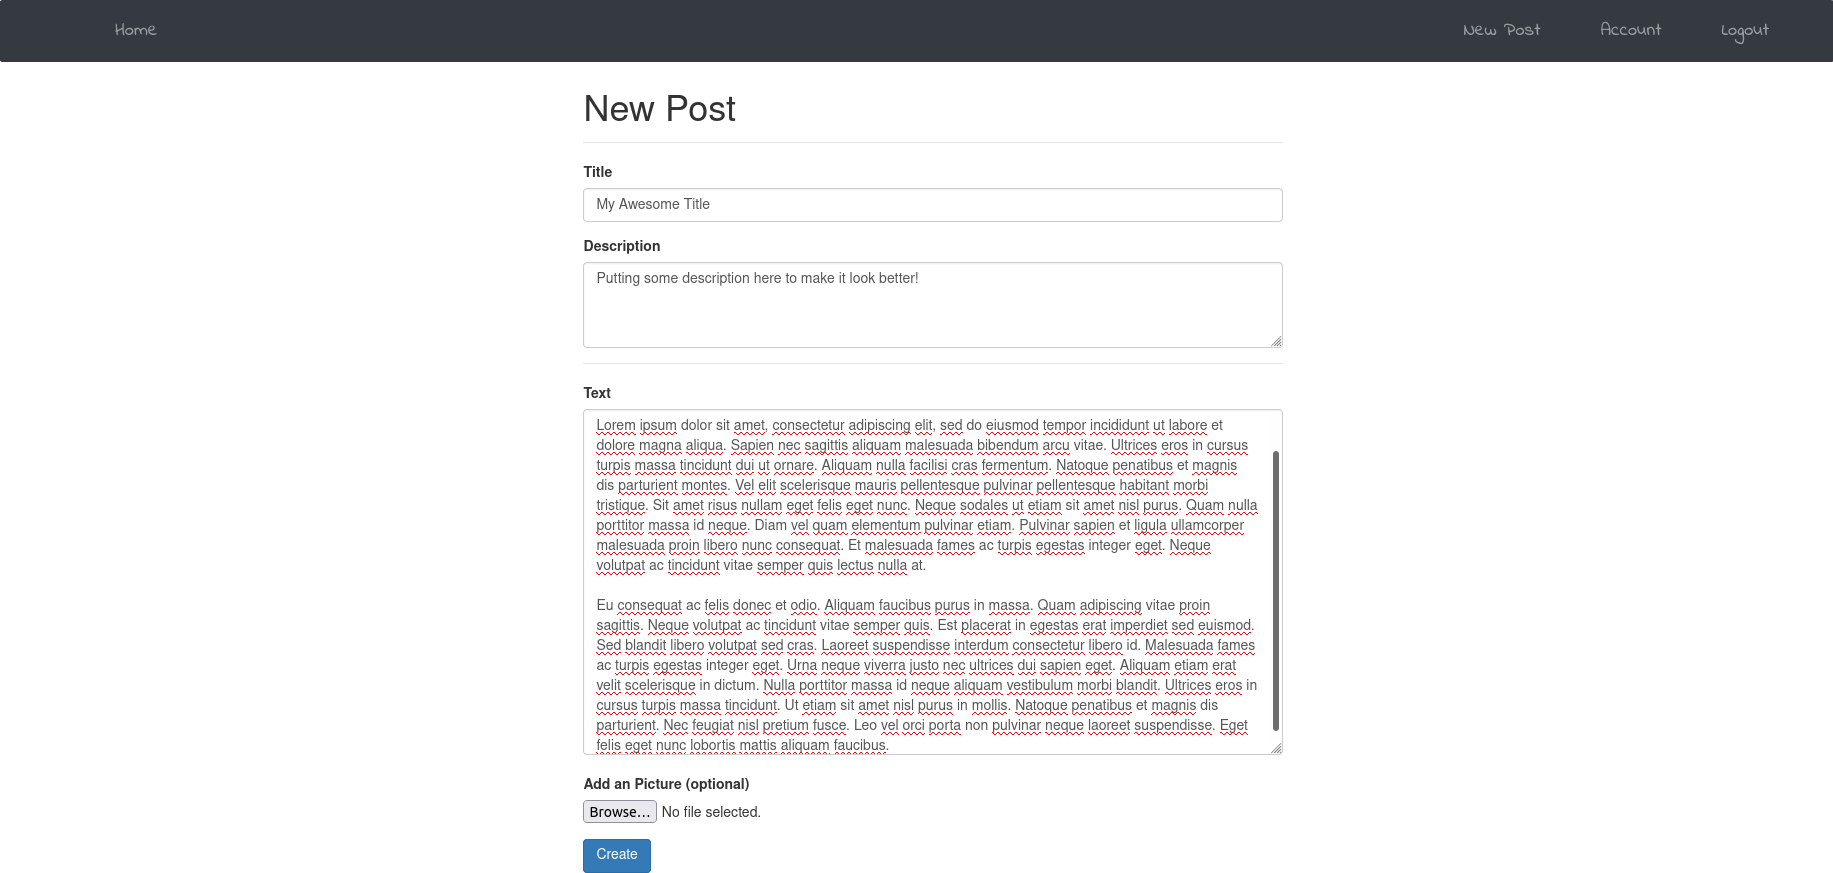 Home New Post Account Logout
New Post
Title
My Awesome Title
Description
Putting some description here to make it look better!
Text
Lorem ipsum dolor sit amet, consectetur adipiscing elit, sed do eiusmod tempor incididunt ut labore et
dolore magna aliqua. Sapien nec sagittis aliquam malesuada bibendum arcu vitae. Ultrices eros in cursus
turpis massa tincidunt dui ut ornare. Aliquam nulla facilisi cras fermentum. Natoque penatibus et magnis
dis parturient montes. Vel elit scelerisque mauris pellentesque pulvinar pellentesque habitant morbi
tristique. Sit amet risus nullam eget felis eget nunc. Neque sodales ut etiam sit amet nisl purus. Quam nulla
porttitor massa id neque. Diam vel quam elementum pulvinar etiam. Pulvinar sapien et ligula ullamcorper
malesuada proin libero nunc consequat. Et malesuada fames ac turpis egestas integer eget. Neque
volutpat ac tincidunt vitae semper quis lectus nulla at.
Eu consequat ac felis donec et odio. Aliquam faucibus purus in massa. Quam adipiscing vitae proin
sagittis. Neque volutpat ac tincidunt vitae semper quis. Est placerat in egestas erat imperdiet sed euismod.
Sed blandit libero volutpat sed cras. Laoreet suspendisse interdum consectetur libero id. Malesuada fames
ac turpis egestas integer eget. Urna neque viverra justo nec ultrices dui sapien eget. Aliquam etiam erat
velit scelerisque in dictum. Nulla porttitor massa id neque aliquam vestibulum morbi blandit. Ultrices eros in
cursus turpis massa tincidunt. Ut etiam sit amet nisl purus in mollis. Natoque penatibus et magnis dis
parturient. Nec feugiat nisl pretium fusce. Leo vel orci porta non pulvinar neque laoreet suspendisse. Eget
felis eget nunc lobortis mattis aliquam faucibus.
Add an Picture (optional)
Browse... No file selected.
Create